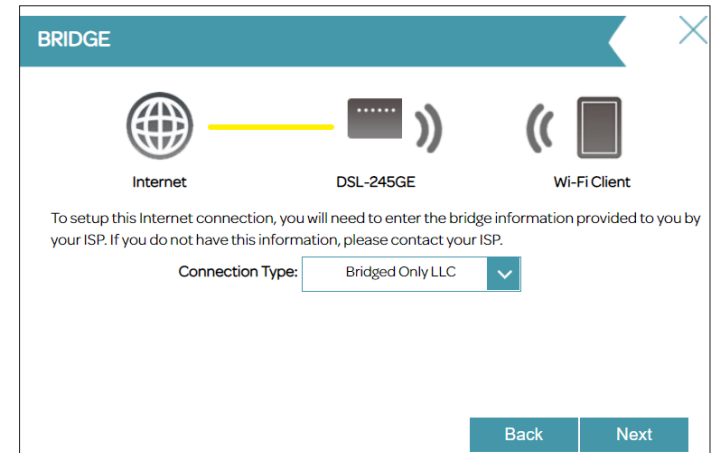 BRIDGE
Internet
DSL-245GE
Wi-Fi Client
To setup this Internet connection, you will need to enter the bridge information provided to you by
your ISP. If you do not have this information, please contact your ISP.
Connection Type: Bridged Only LLC
Back Next